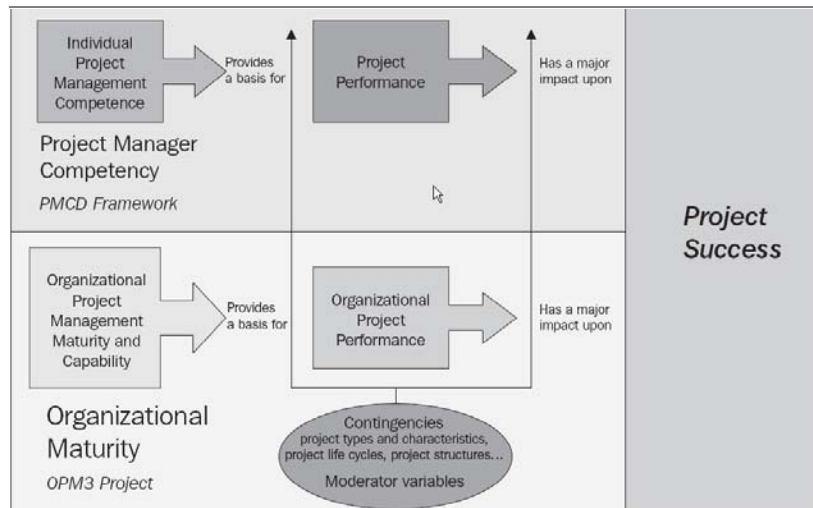 Individual
Project
Management
Competence
Provides
a basis for
Project
Performance
Has a major
impact upon
Project Manager
Competency
PMCD Framework
Project
Success
Organizational
Project
Management
Maturity and
Capability
Provides
a basis for
Organizational
Project
Performance
Has a major
impact upon
Organizational
Maturity
OPM3 Project
Contingencies
project types and characteristics,
project life cycles, project structures...
Moderator variables